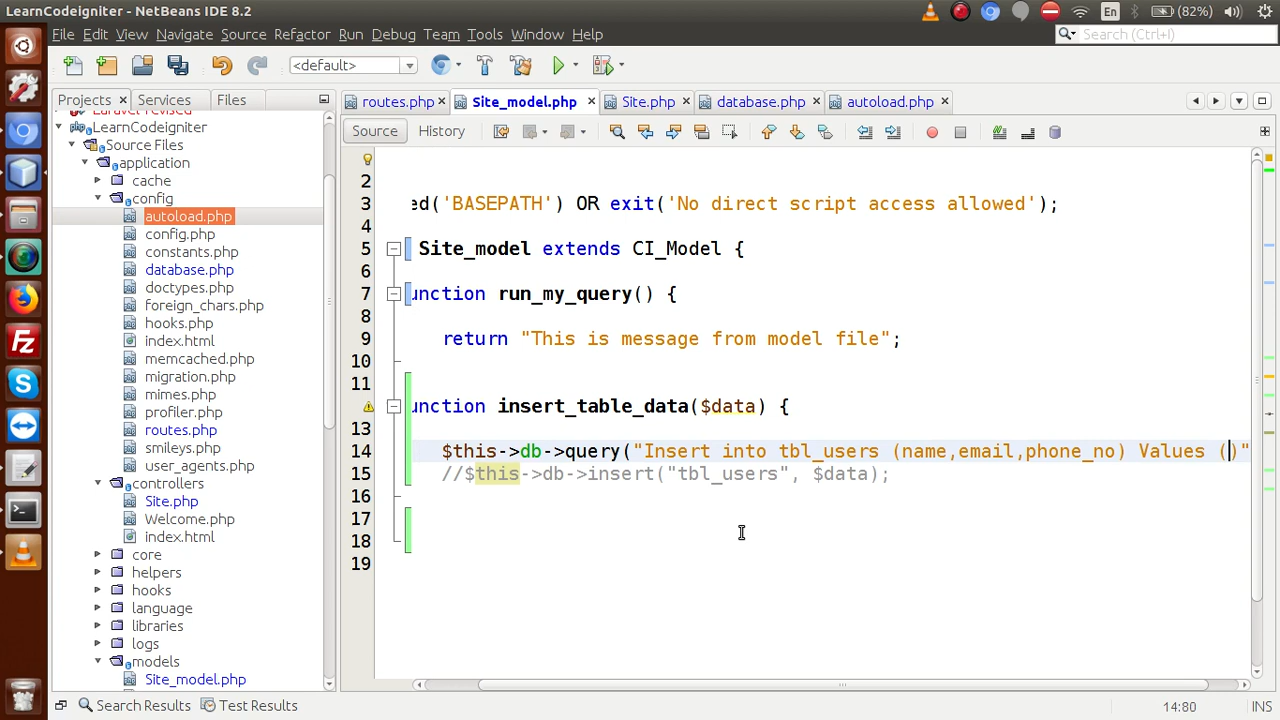 LearnCodeigniter - NetBeans IDE 8.2
En
(82%)
File Edit View Navigate Source Refactor Run Debug Team Tools Window Help
Search (Ctrl+I)
<default>
Projects Services Files
routes.php Site_model.php Site.php database.php autoload.php
Source History
LearnCodeigniter
Source Files
application
cache
config
autoload.php
config.php
constants.php
database.php
doctypes.php
foreign_chars.php
hooks.php
index.html
memcached.php
migration.php
mimes.php
profiler.php
routes.php
smileys.php
user_agents.php
controllers
Site.php
Welcome.php
index.html
core
helpers
hooks
language
libraries
logs
models
Site_model.php
2
3 ed('BASEPATH') OR exit('No direct script access allowed');
4
5 Site_model extends CI_Model {
6
7 unction run_my_query() {
8
9 return "This is message from model file";
10
11
unction insert_table_data($data) {
13
14 $this->db->query("Insert into tbl_users (name,email,phone_no) Values ()"
15 //$this->db->insert("tbl_users", $data);
16
17
18
19
Search Results Test Results
14:80 INS